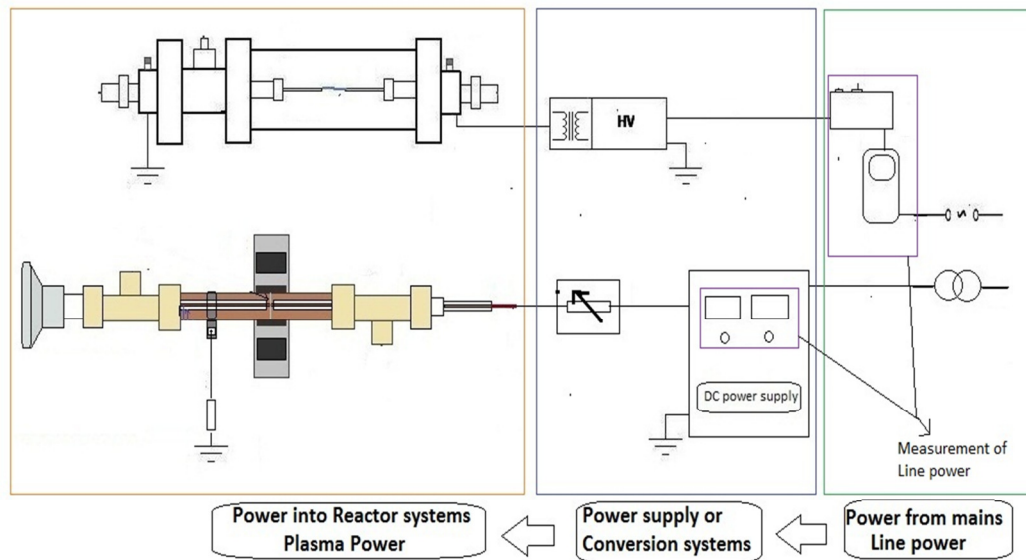 HV
DC power supply
Measurement of
Line power
Power into Reactor systems
Plasma Power
Power supply or
Conversion systems
Power from mains
Line power